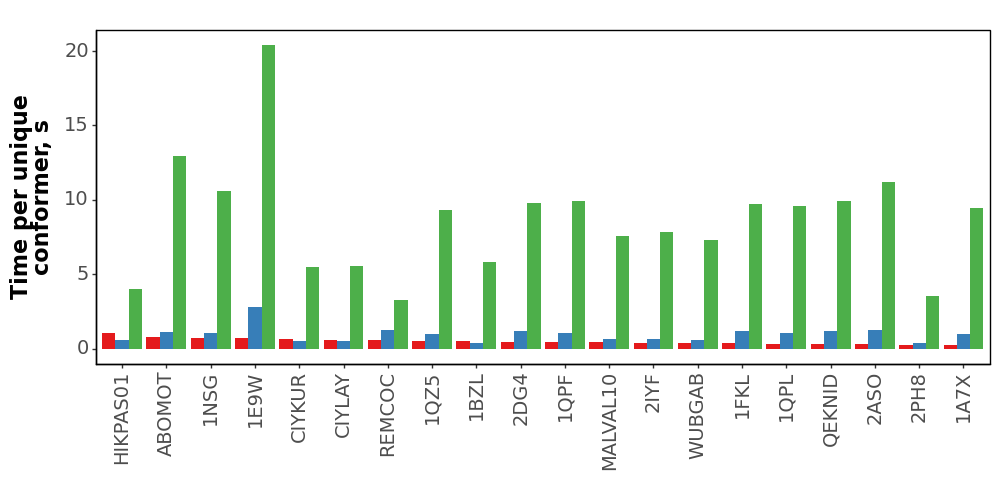 Time per unique
conformer, s
20
15
10
5
0
HIKPAS01
ABOMOT
1NSG
1E9W
CIYKUR
CIYLAY
REMCOC
1QZ5
1BZL
2DG4
1QPF
MALVAL10
2IYF
WUBGAB
1FKL
1QPL
QEKNID
2ASO
2PH8
1A7X